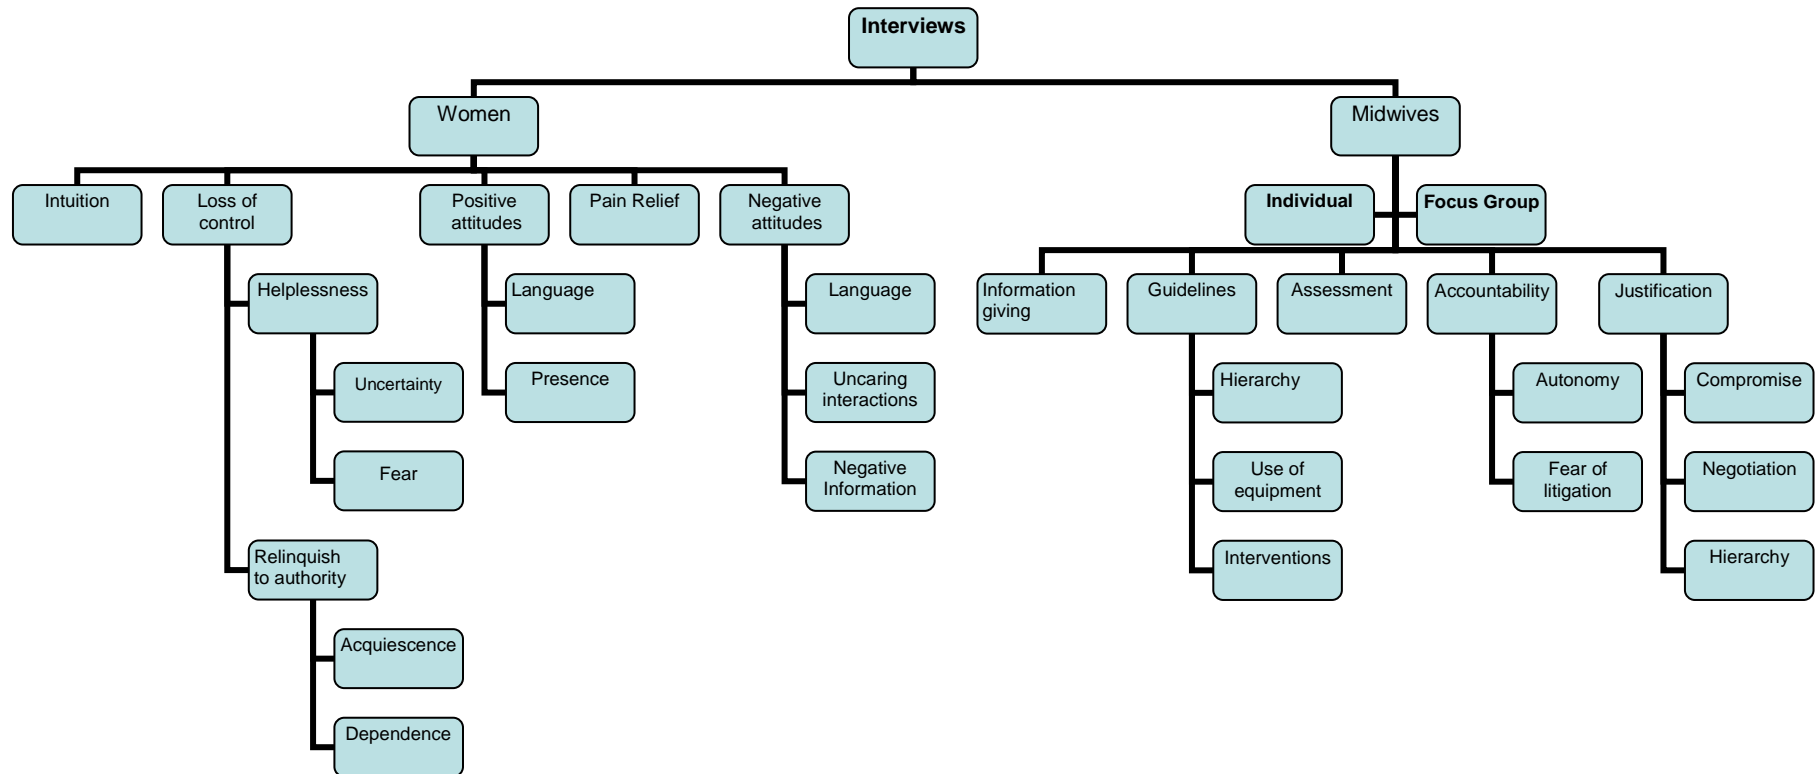 Interviews
Women
Midwives
Intuition
Loss of
control
Positive
attitudes
Pain Relief
Negative
attitudes
Individual
Focus Group
Helplessness
Language
Language
Information
giving
Guidelines
Assessment
Accountability
Justification
Uncertainty
Presence
Uncaring
interactions
Hierarchy
Autonomy
Compromise
Fear
Negative
Information
Use of
equipment
Fear of
litigation
Negotiation
Relinquish
to authority
Interventions
Hierarchy
Acquiescence
Dependence